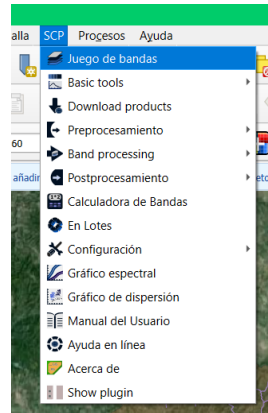 alla SCP Procesos Ayuda
Juego de bandas
Basic tools
Download products
Preprocesamiento
60
Band processing
añadir
Postprocesamiento
Calculadora de Bandas
En Lotes
Configuración
Gráfico espectral
Gráfico de dispersión
Manual del Usuario
Ayuda en línea
Acerca de
Show plugin